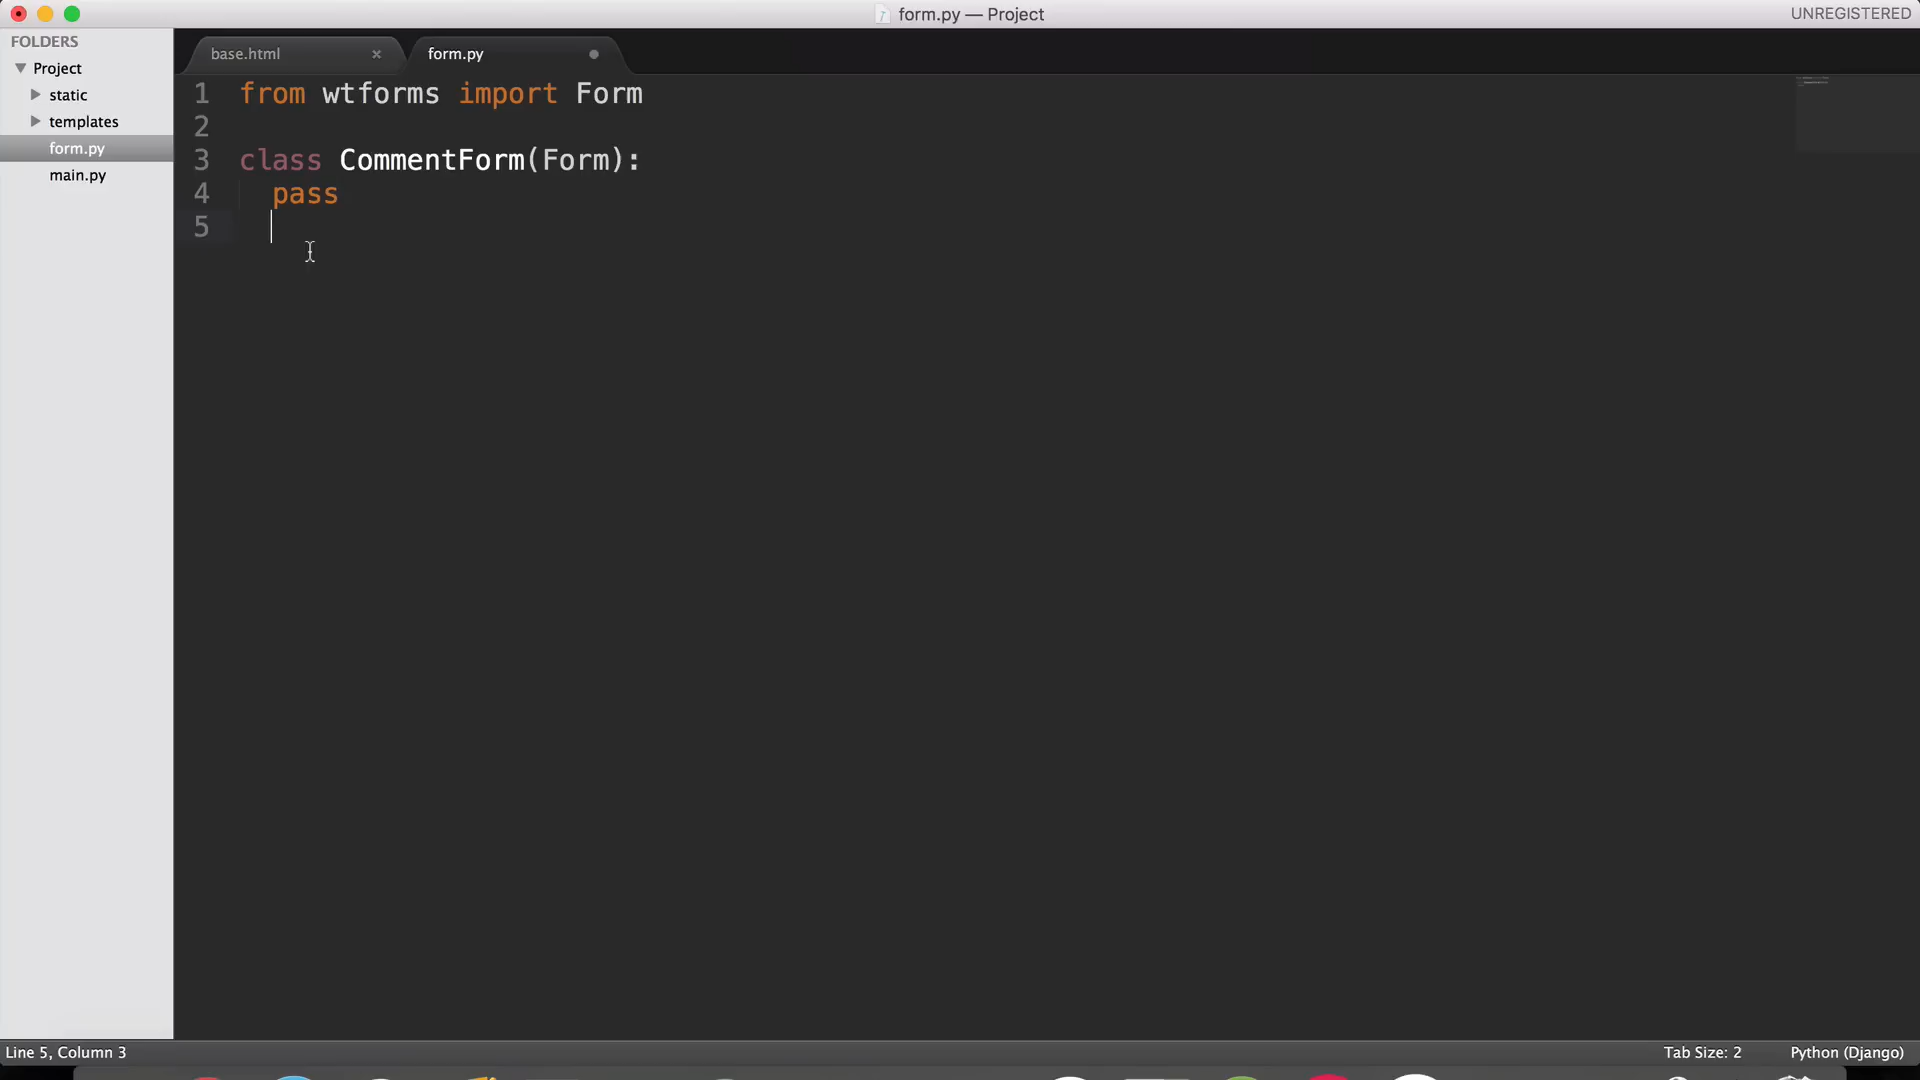 form.py — Project
UNREGISTERED
FOLDERS
Project
static
templates
form.py
main.py
base.html
form.py
1 from wtforms import Form
2
3 class CommentForm(Form):
4 pass
5
Line 5, Column 3
Tab Size: 2
Python (Django)